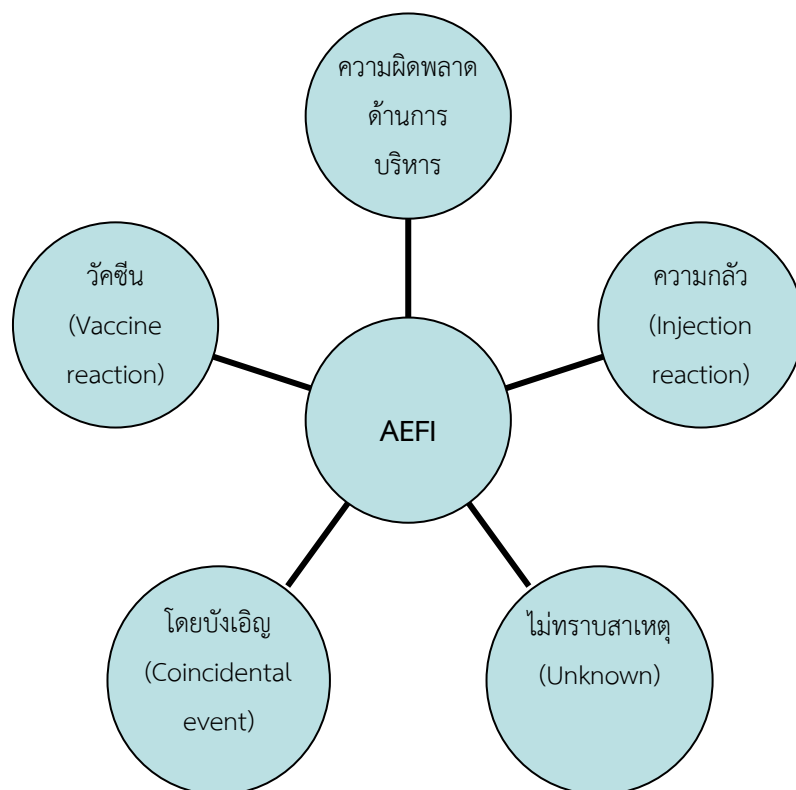 ความผิดพลาด
ด้านการ
บริหาร
วัคซีน
(Vaccine
reaction)
ความกลัว
(Injection
reaction)
AEFI
โดยบังเอิญ
(Coincidental
event)
ไม่ทราบสาเหตุ
(Unknown)